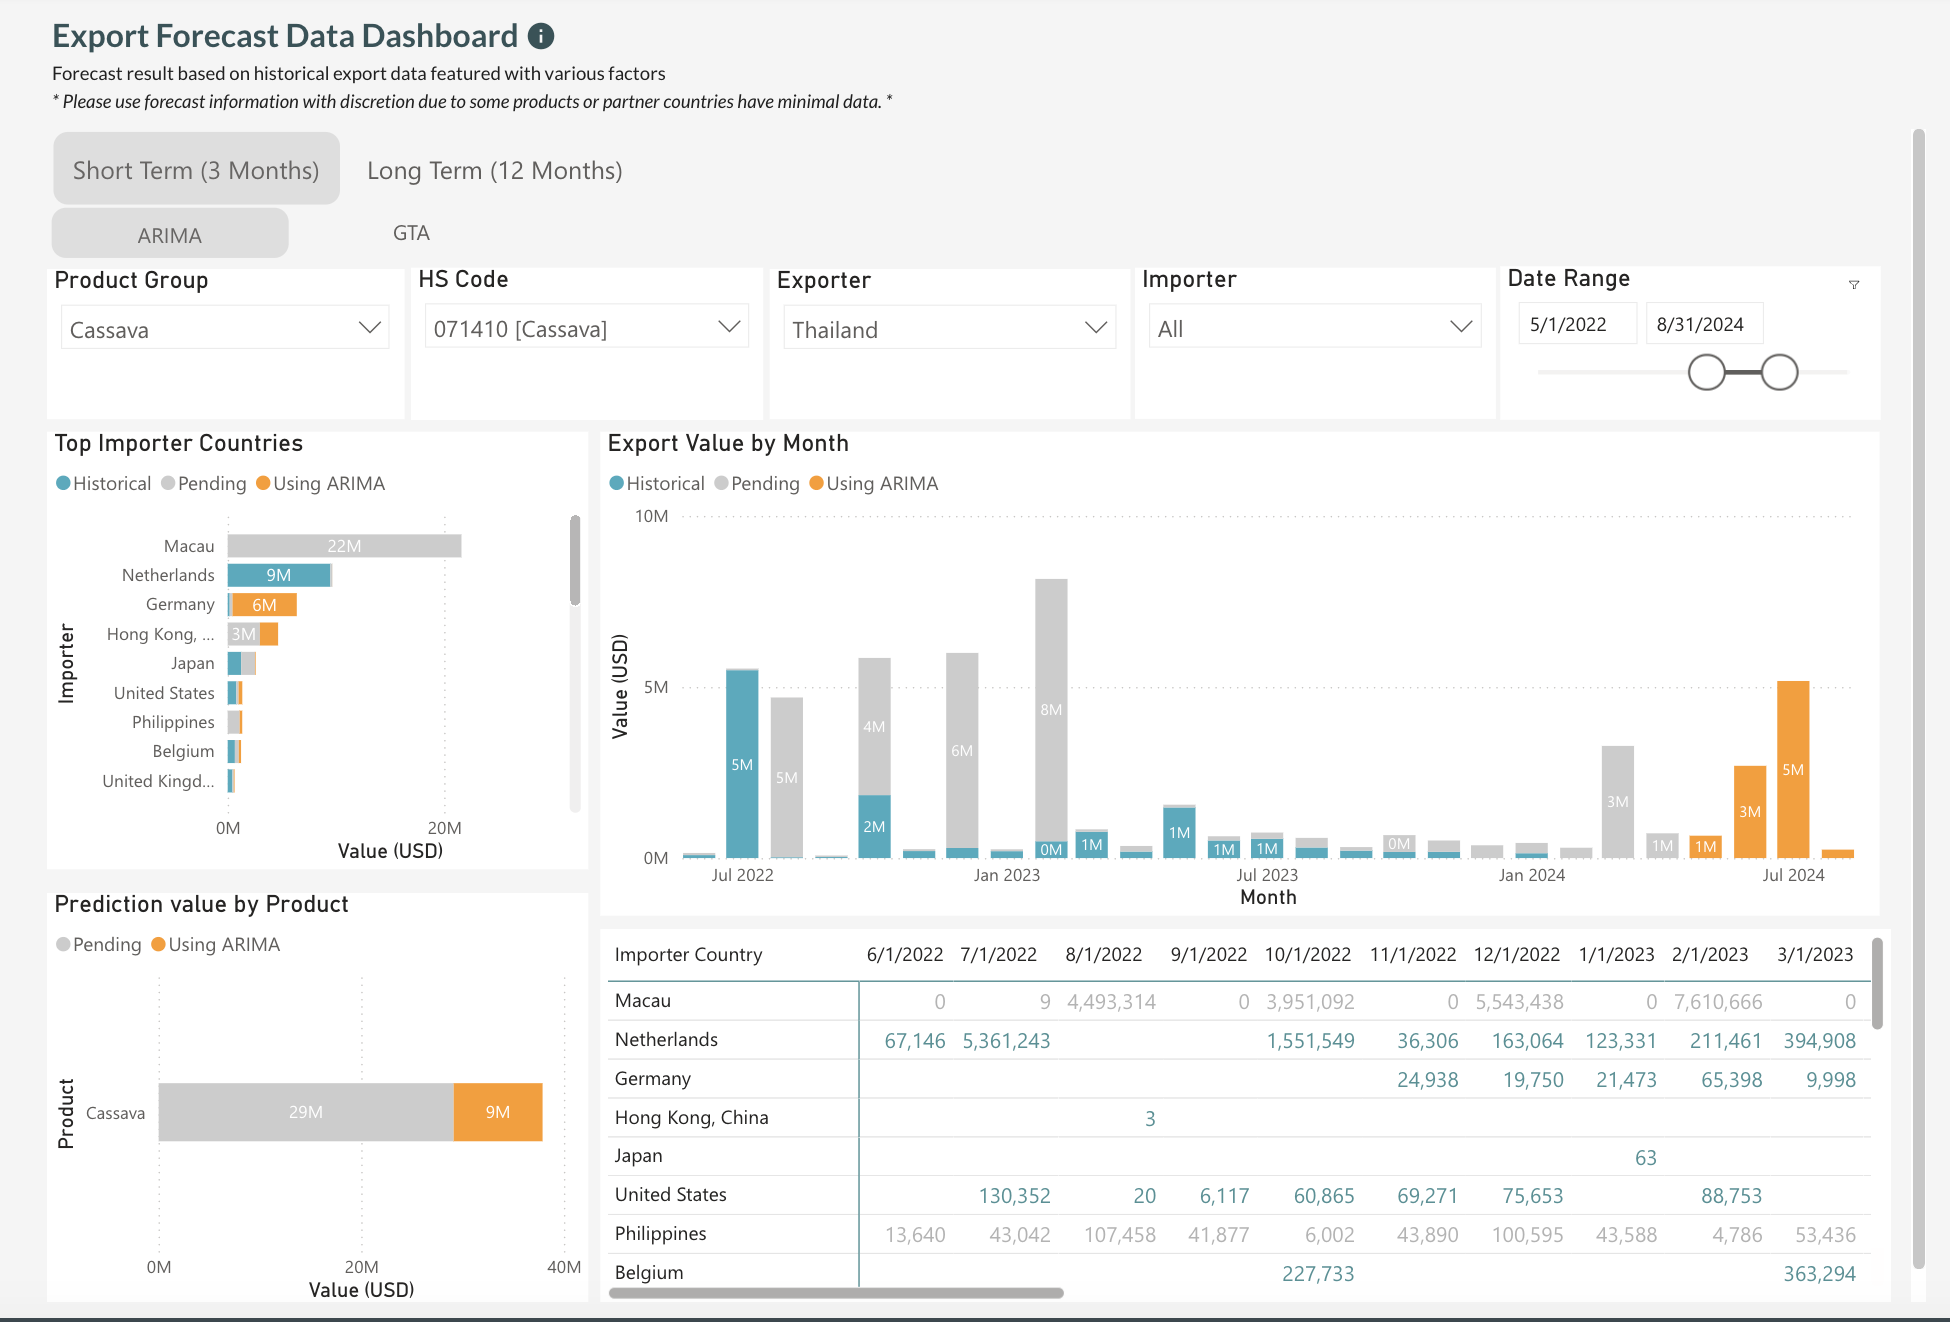 Export Forecast Data Dashboard
Forecast result based on historical export data featured with various factors
* Please use forecast information with discretion due to some products or partner countries have minimal data. *
Short Term (3 Months) Long Term (12 Months)
ARIMA GTA
Product Group HS Code Exporter Importer Date Range
Cassava 071410 [Cassava] Thailand All 5/1/2022 8/31/2024
Top Importer Countries
Historical Pending Using ARIMA
Importer
Macau 22M
Netherlands 9M
Germany 6M
Hong Kong, ... 3M
Japan
United States
Philippines
Belgium
United Kingd...
0M 20M
Value (USD)
Export Value by Month
Historical Pending Using ARIMA
Value (USD)
10M
5M
0M
5M 5M 4M 2M 6M 8M 0M 1M 1M 1M 1M 0M 3M 1M 1M 3M 5M
Jul 2022 Jan 2023 Jul 2023 Jan 2024 Jul 2024
Month
Prediction value by Product
Pending Using ARIMA
Product
Cassava 29M 9M
0M 20M 40M
Value (USD)
Importer Country 6/1/2022 7/1/2022 8/1/2022 9/1/2022 10/1/2022 11/1/2022 12/1/2022 1/1/2023 2/1/2023 3/1/2023
Macau 0 9 4,493,314 0 3,951,092 0 5,543,438 0 7,610,666 0
Netherlands 67,146 5,361,243 1,551,549 36,306 163,064 123,331 211,461 394,908
Germany 24,938 19,750 21,473 65,398 9,998
Hong Kong, China 3
Japan 63
United States 130,352 20 6,117 60,865 69,271 75,653 88,753
Philippines 13,640 43,042 107,458 41,877 6,002 43,890 100,595 43,588 4,786 53,436
Belgium 227,733 363,294